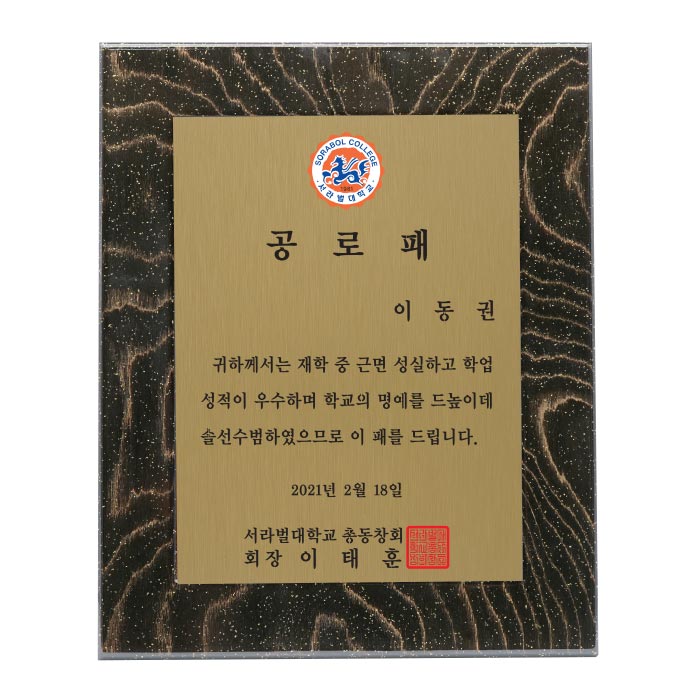 SORABOL COLLEGE
1981
서라벌대학교
공로패
이동권
귀하께서는 재학 중 근면 성실하고 학업
성적이 우수하며 학교의 명예를 드높이데
솔선수범하였으므로 이 패를 드립니다.
2021년 2월 18일
서라벌대학교 총동창회
회장 이태훈